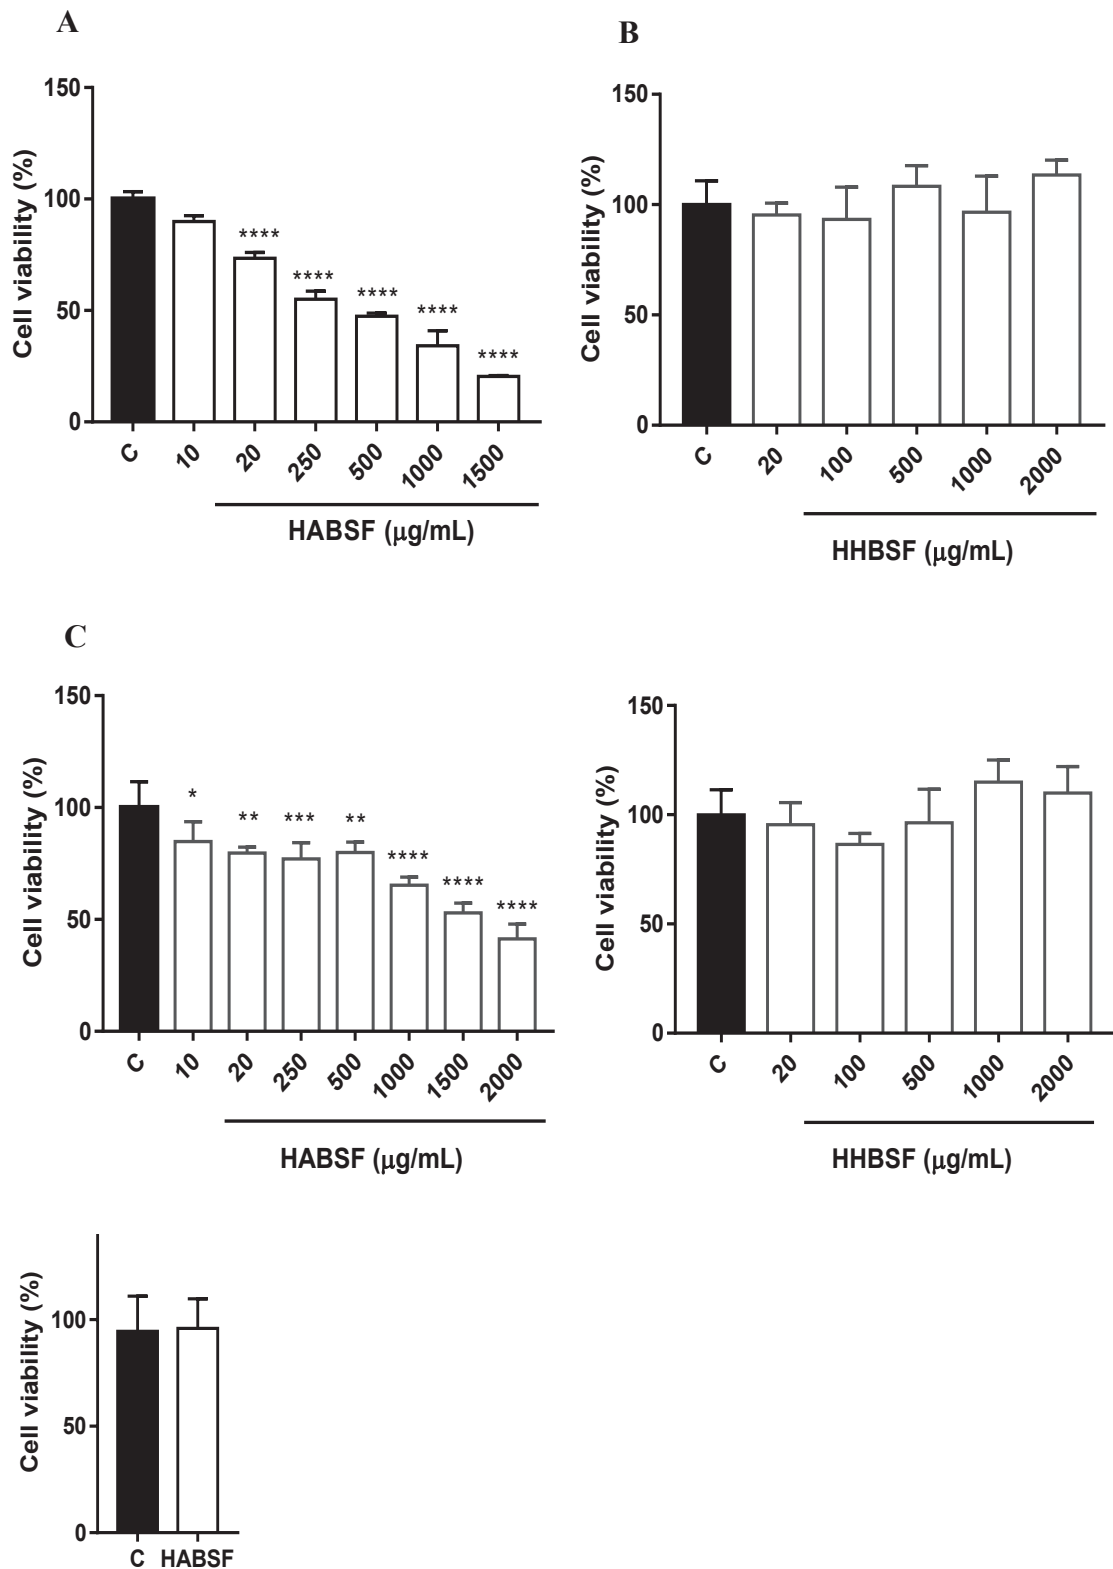 A
Cell viability (%)
150
100
50
0
****
****
****
****
****
C 10 20 250 500 1000 1500
HABSF (μg/mL)
B
Cell viability (%)
150
100
50
0
C 20 100 500 1000 2000
HHBSF (μg/mL)
C
Cell viability (%)
150
100
50
0
*
**
***
**
****
****
****
C 10 20 250 500 1000 1500 2000
HABSF (μg/mL)
Cell viability (%)
150
100
50
0
C 20 100 500 1000 2000
HHBSF (μg/mL)
Cell viability (%)
100
50
0
C HABSF